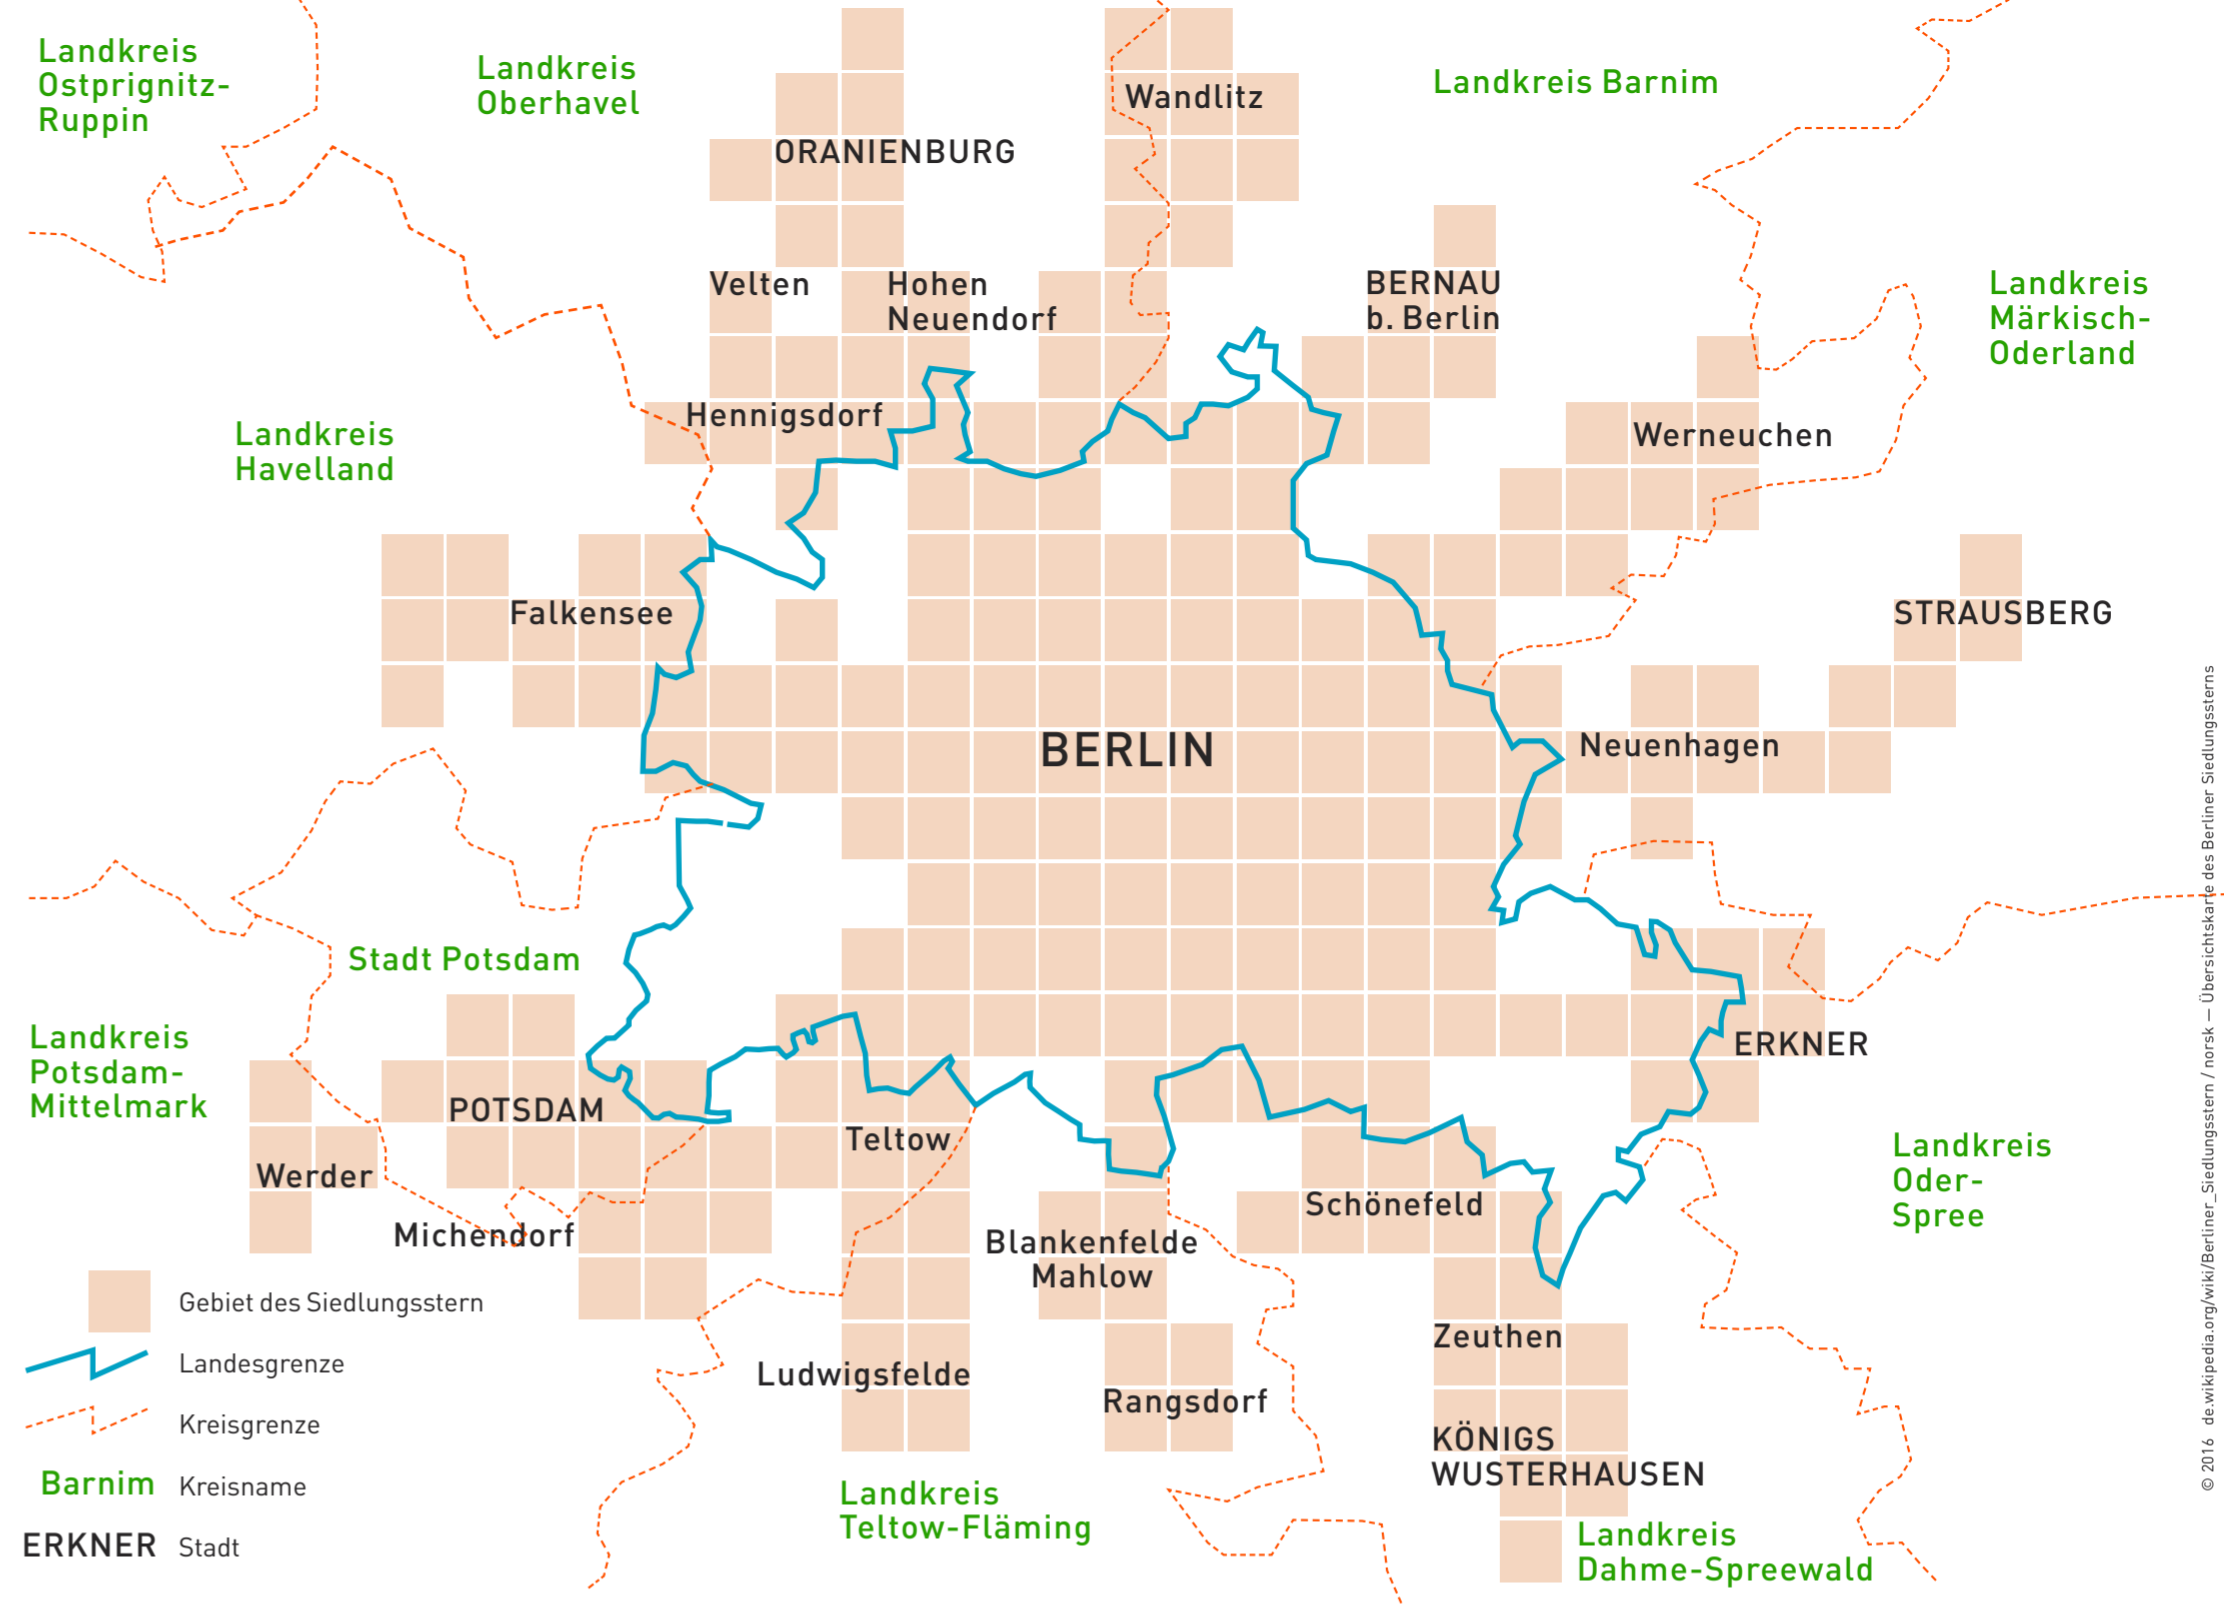 Landkreis
Ostprignitz-
Ruppin
Landkreis
Oberhavel
Landkreis Barnim
Wandlitz
ORANIENBURG
Velten
Hohen
Neuendorf
BERNAU
b. Berlin
Landkreis
Märkisch-
Oderland
Hennigsdorf
Landkreis
Havelland
Werneuchen
Falkensee
STRAUSBERG
BERLIN
Neuenhagen
Stadt Potsdam
Landkreis
Potsdam-
Mittelmark
ERKNER
POTSDAM
Teltow
Werder
Landkreis
Oder-
Spree
Michendorf
Schönefeld
Blankenfelde
Mahlow
Zeuthen
Ludwigsfelde
Rangsdorf
KÖNIGS
WUSTERHAUSEN
Landkreis
Teltow-Fläming
Landkreis
Dahme-Spreewald
Gebiet des Siedlungsstern
Landesgrenze
Kreisgrenze
Barnim Kreisname
ERKNER Stadt
© 2016 de.wikipedia.org/wiki/Berliner_Siedlungsstern / norsk — Übersichtskarte des Berliner Siedlungssterns